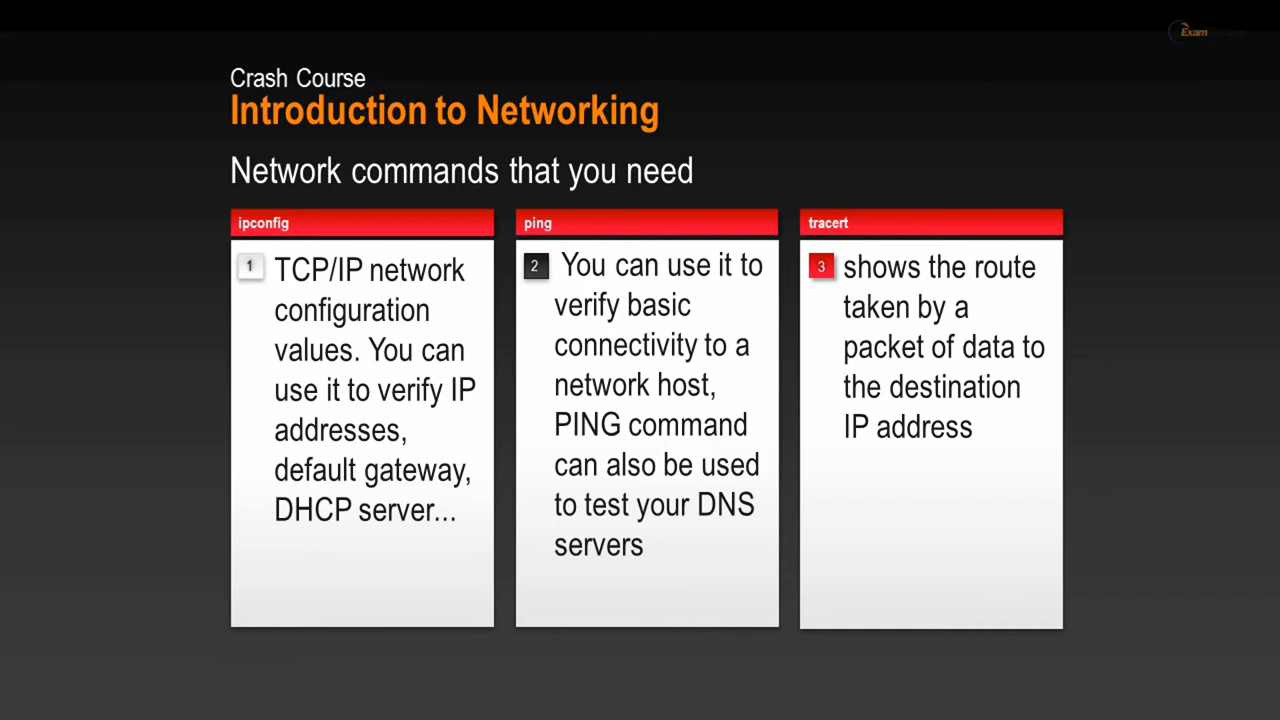 Exam
Crash Course
Introduction to Networking
Network commands that you need
ipconfig
1
TCP/IP network
configuration
values. You can
use it to verify IP
addresses,
default gateway,
DHCP server...
ping
2
You can use it to
verify basic
connectivity to a
network host,
PING command
can also be used
to test your DNS
servers
tracert
3
shows the route
taken by a
packet of data to
the destination
IP address